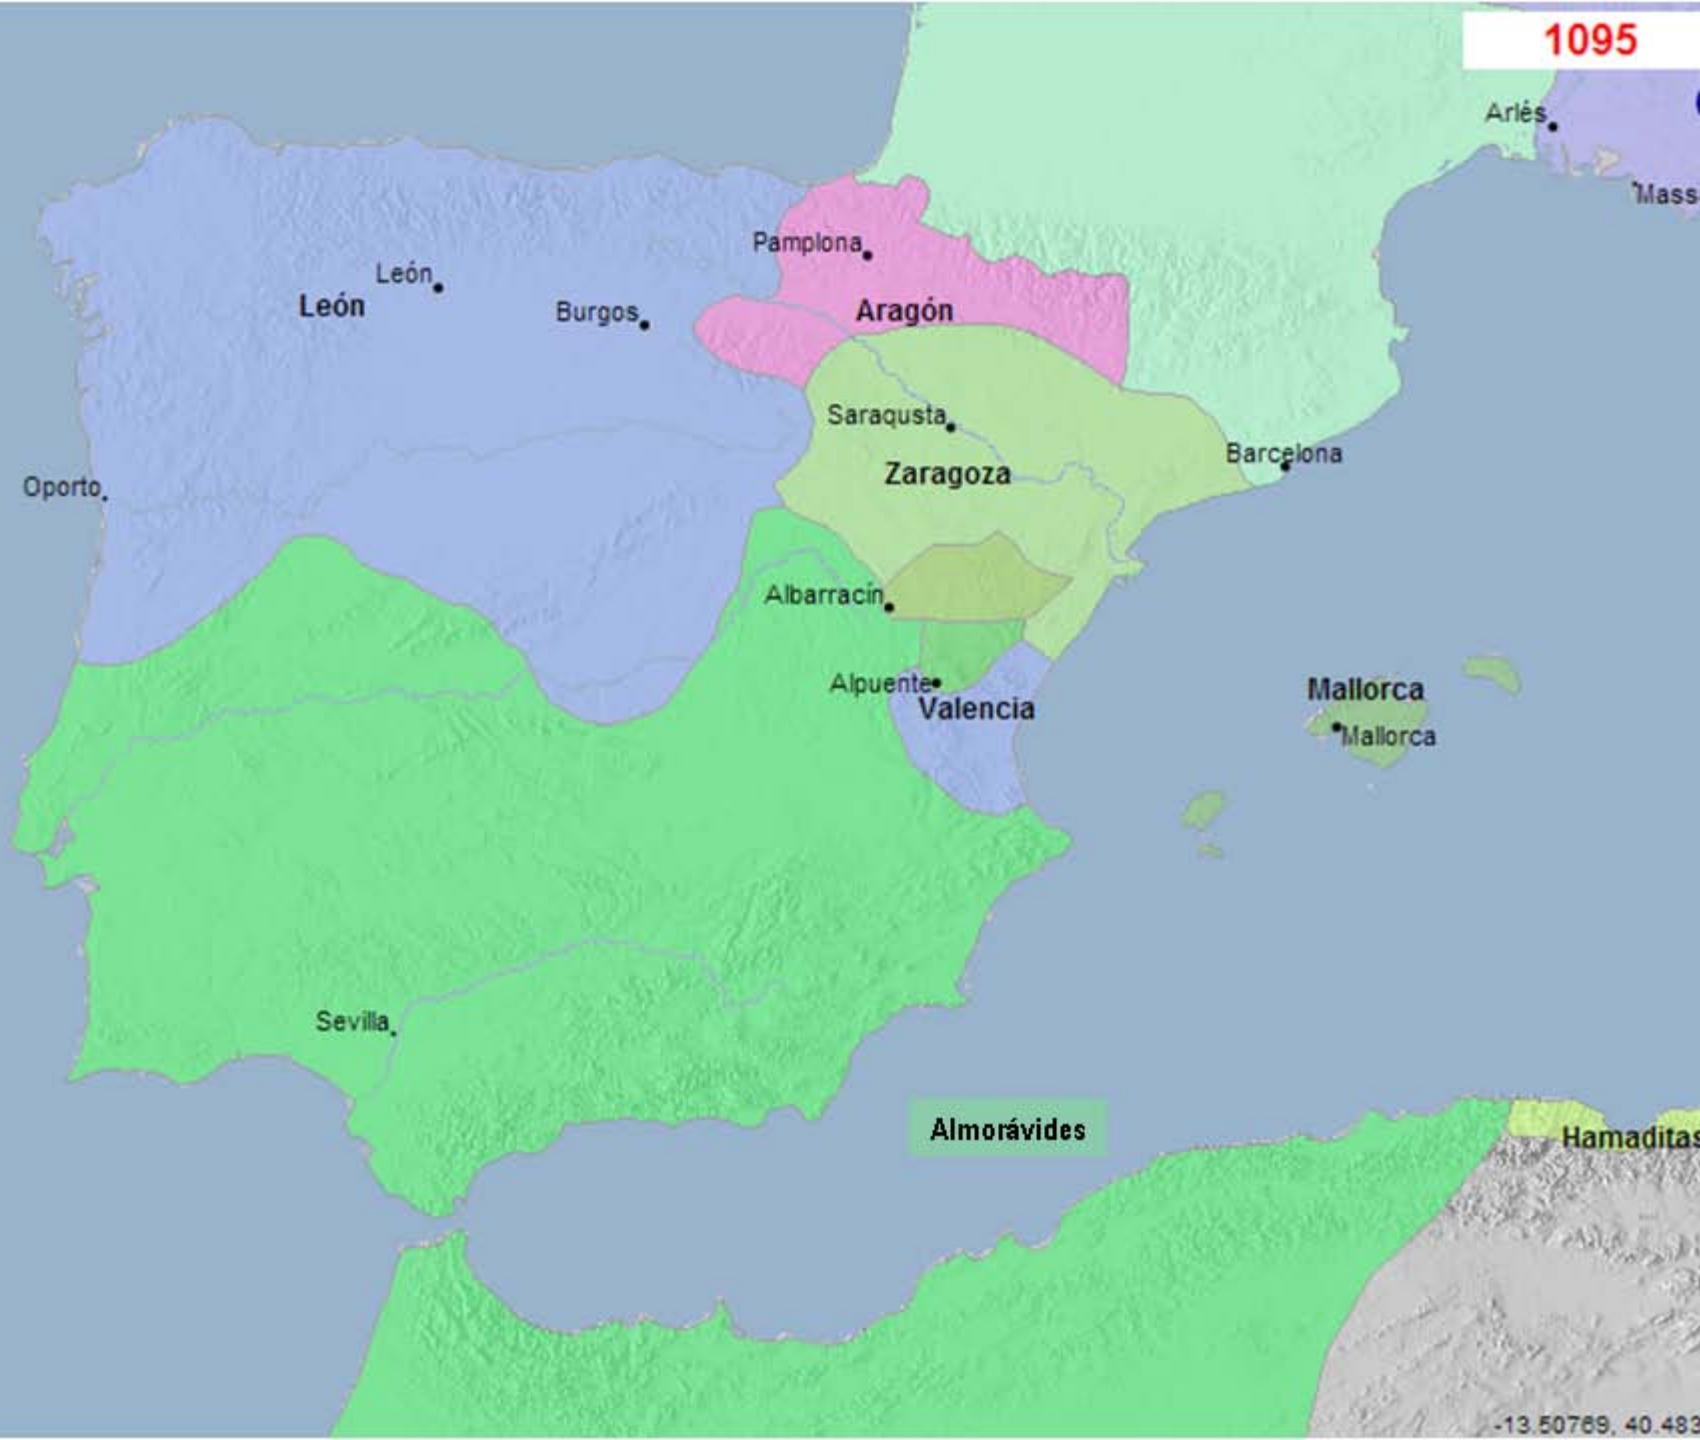 1095
Arlés
Mass
Pamplona
León
León
Burgos
Aragón
Saraqusta
Barcelona
Zaragoza
Oporto
Albarracín
Alpuente
Valencia
Mallorca
Mallorca
Sevilla
Almorávides
Hamaditas
-13.50769, 40.483